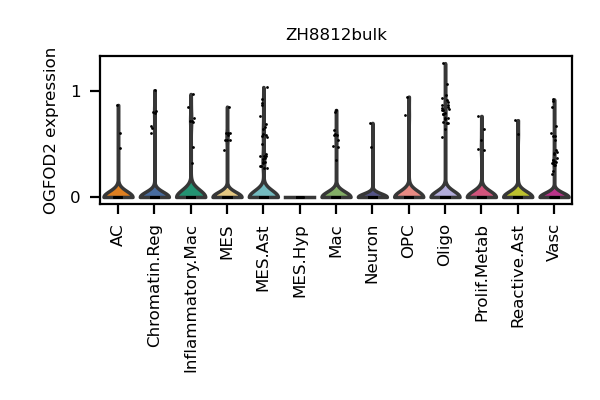 ZH8812bulk
OGFOD2 expression
1
0
AC
Chromatin.Reg
Inflammatory.Mac
MES
MES.Ast
MES.Hyp
Mac
Neuron
OPC
Oligo
Prolif.Metab
Reactive.Ast
Vasc